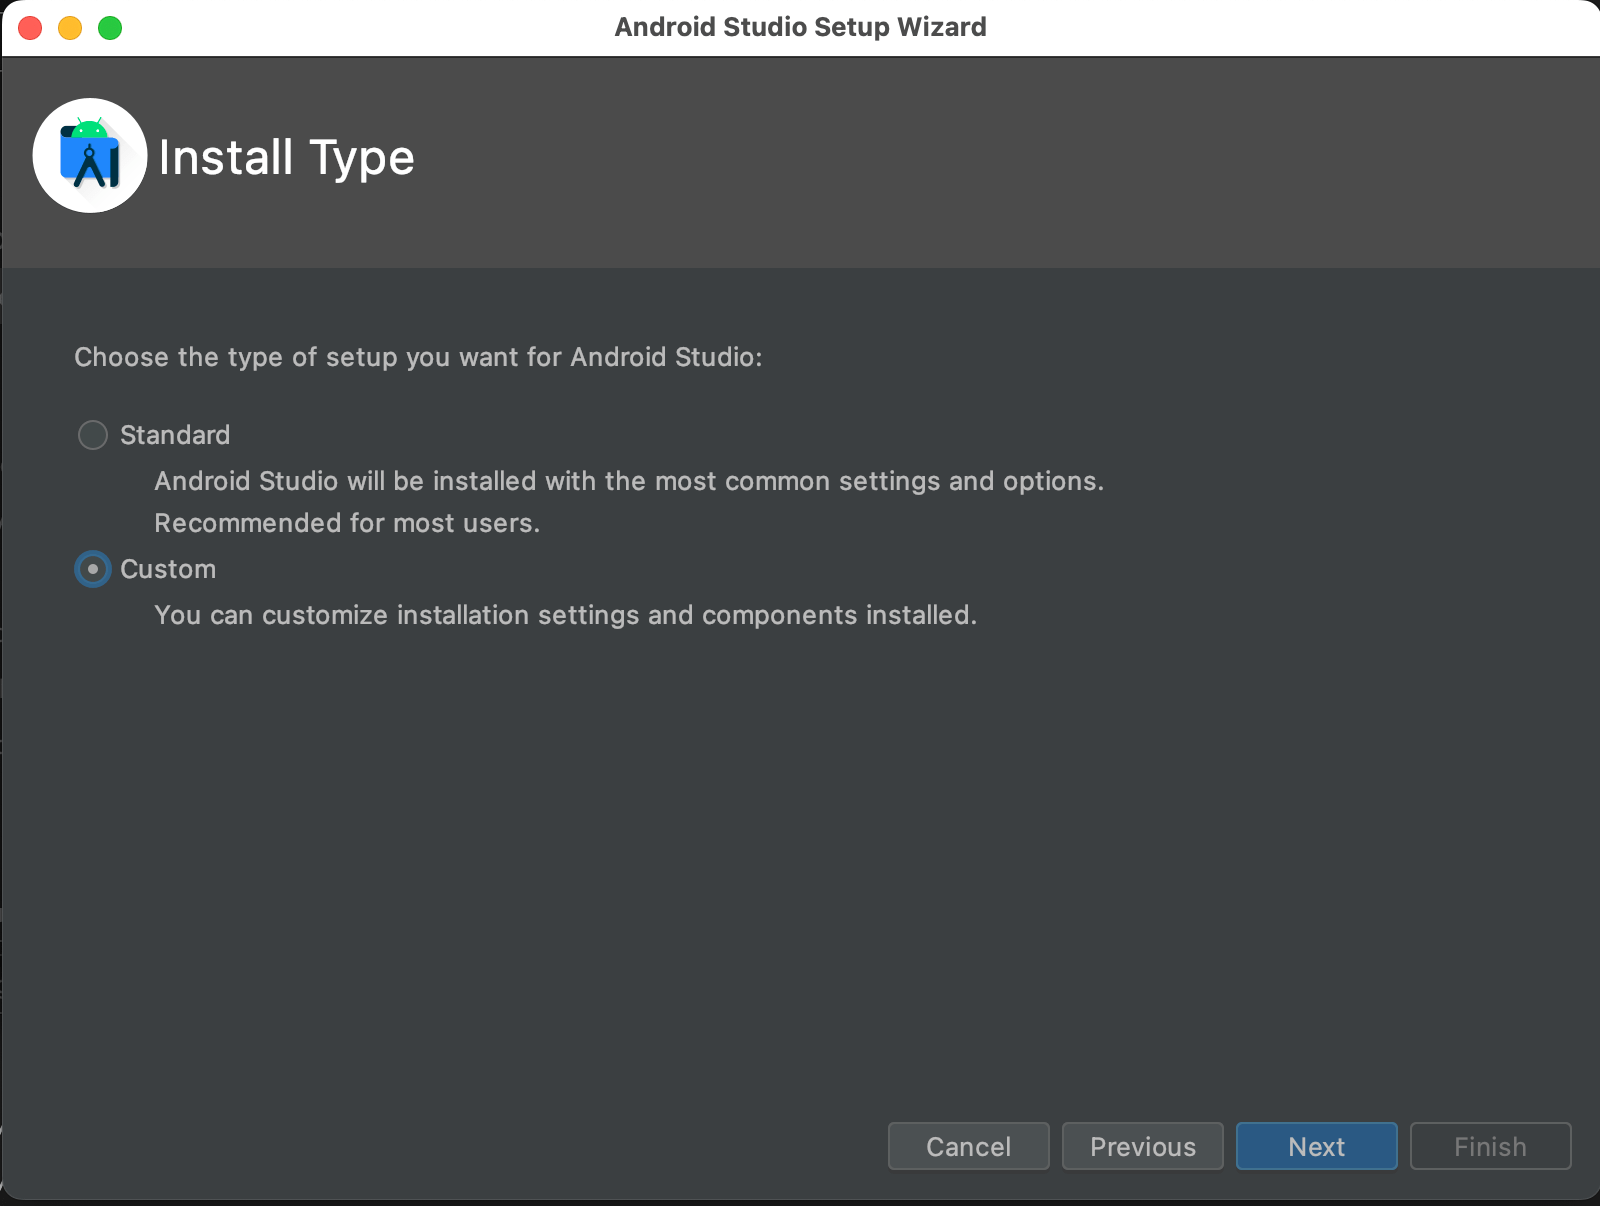 Android Studio Setup Wizard
Install Type
Choose the type of setup you want for Android Studio:
Standard
Android Studio will be installed with the most common settings and options.
Recommended for most users.
Custom
You can customize installation settings and components installed.
Cancel
Previous
Next
Finish